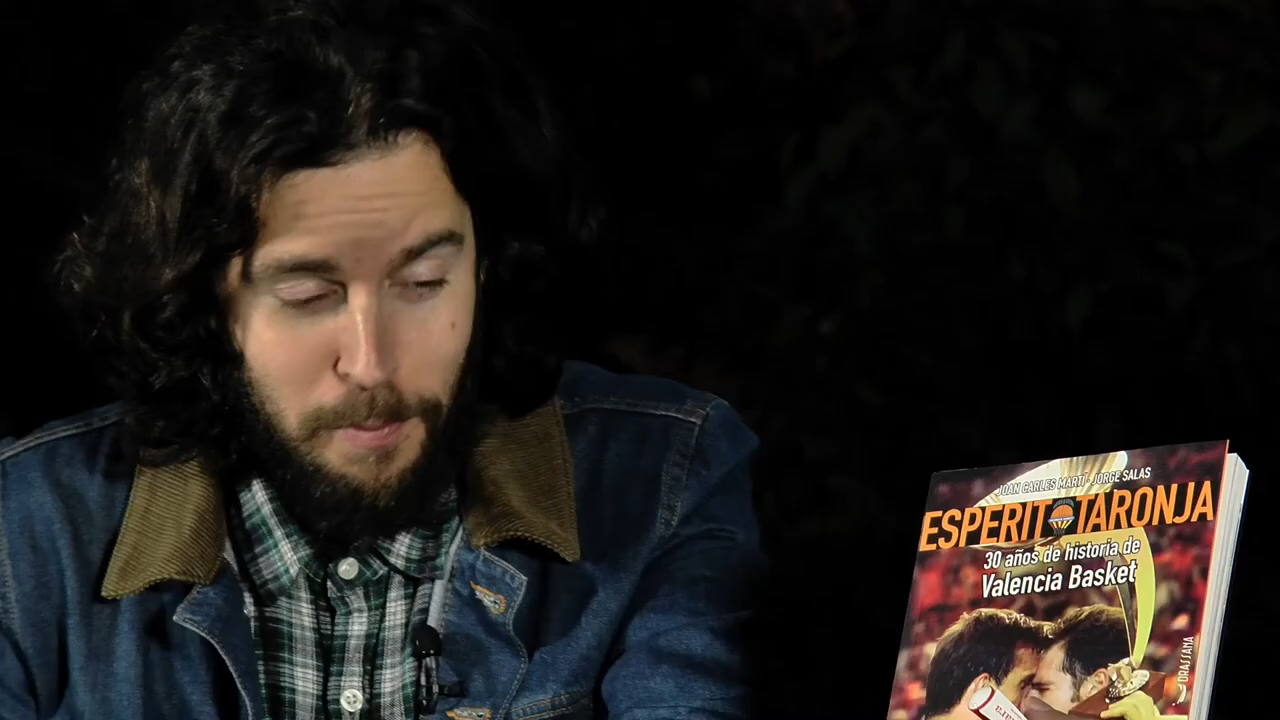 JOAN CARLES MARTÍ - JORGE SALAS
ESPERIT TARONJA
30 años de historia de
Valencia Basket
DRASSANA